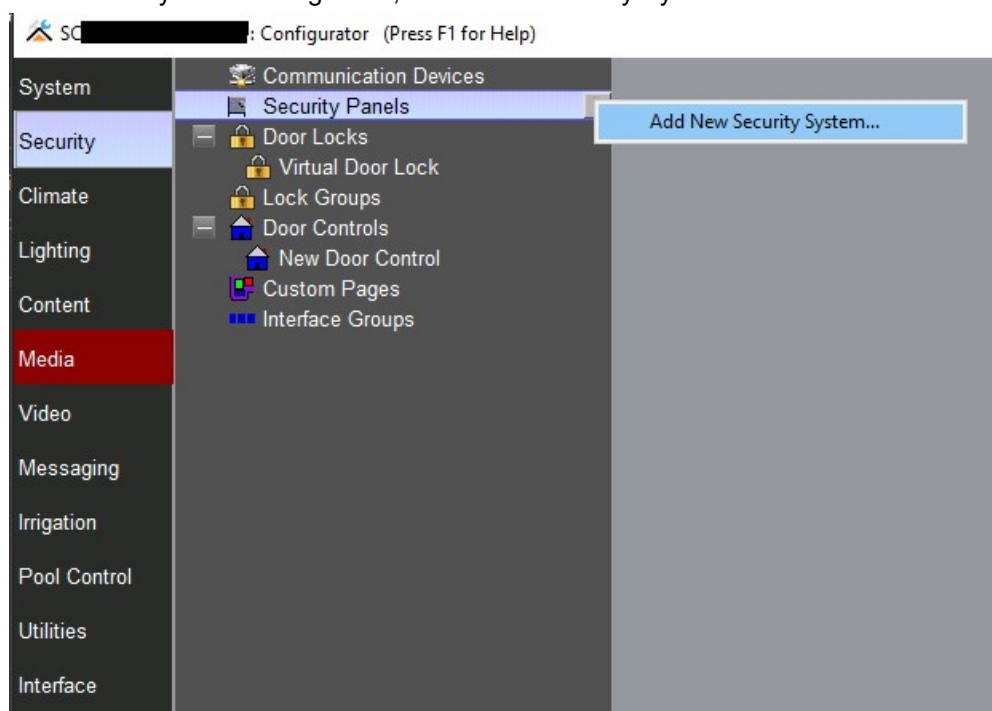 SC : Configurator (Press F1 for Help)
System
Security
Climate
Lighting
Content
Media
Video
Messaging
Irrigation
Pool Control
Utilities
Interface
Communication Devices
Security Panels
Door Locks
Virtual Door Lock
Lock Groups
Door Controls
New Door Control
Custom Pages
Interface Groups
Add New Security System...